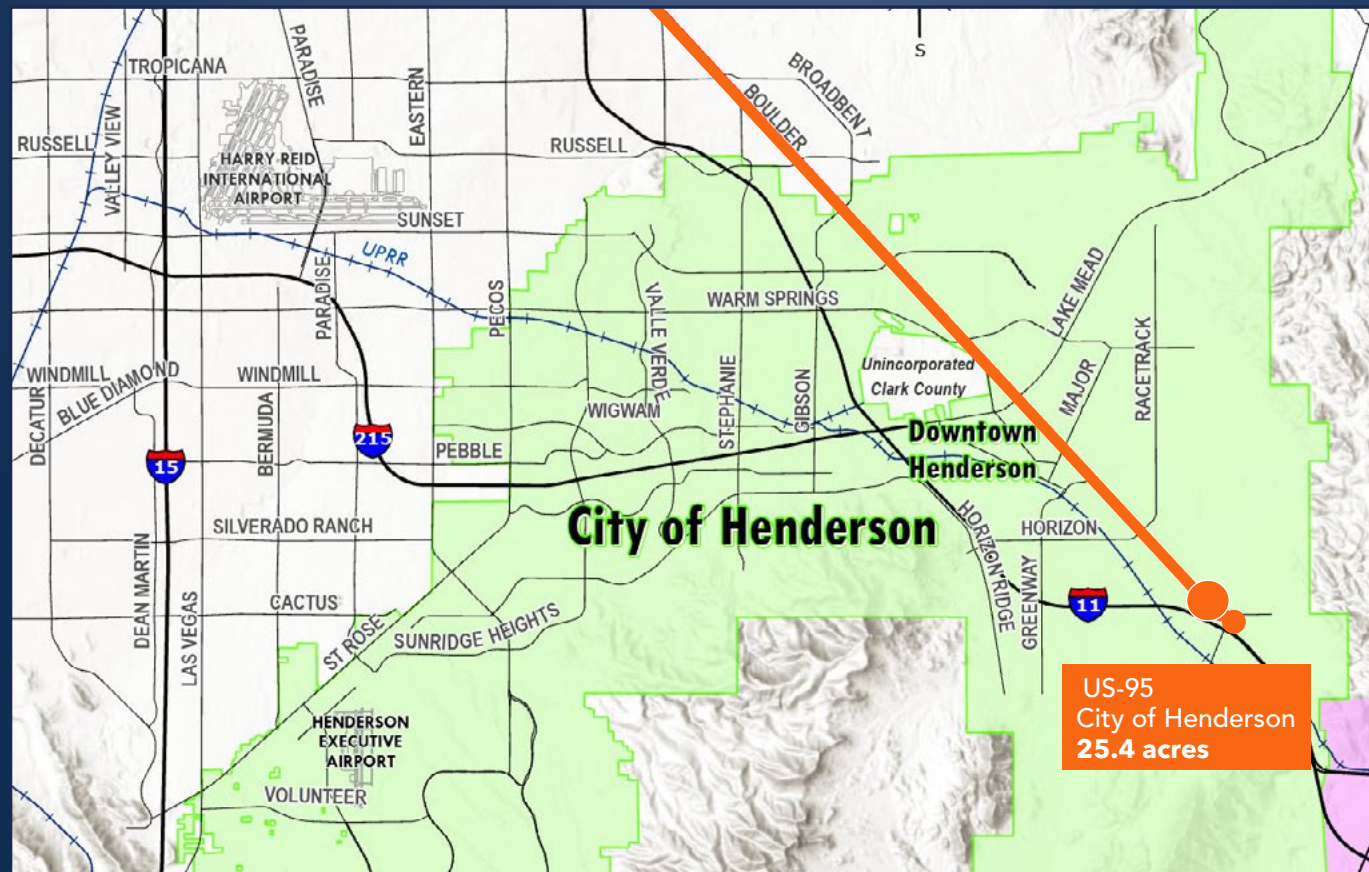 S
TROPICANA
PARADISE
EASTERN
BROADBENT
BOULDER
VALLEY VIEW
RUSSELL
RUSSELL
HARRY REID
INTERNATIONAL
AIRPORT
SUNSET
UPRR
PARADISE
PECOS
VALLE VERDE
WARM SPRINGS
LAKE MEAD
Unincorporated
Clark County
STEPHANIE
GIBSON
MAJOR
RACETRACK
WINDMILL
BLUE DIAMOND
WINDMILL
DECATUR
BERMUDA
WIGWAM
215
PEBBLE
15
Downtown
Henderson
City of Henderson
SILVERADO RANCH
HORIZON
HORIZON RIDGE
GREENWAY
DEAN MARTIN
LAS VEGAS
CACTUS
ST ROSE
SUNRIDGE HEIGHTS
11
US-95
City of Henderson
25.4 acres
HENDERSON
EXECUTIVE
AIRPORT
VOLUNTEER